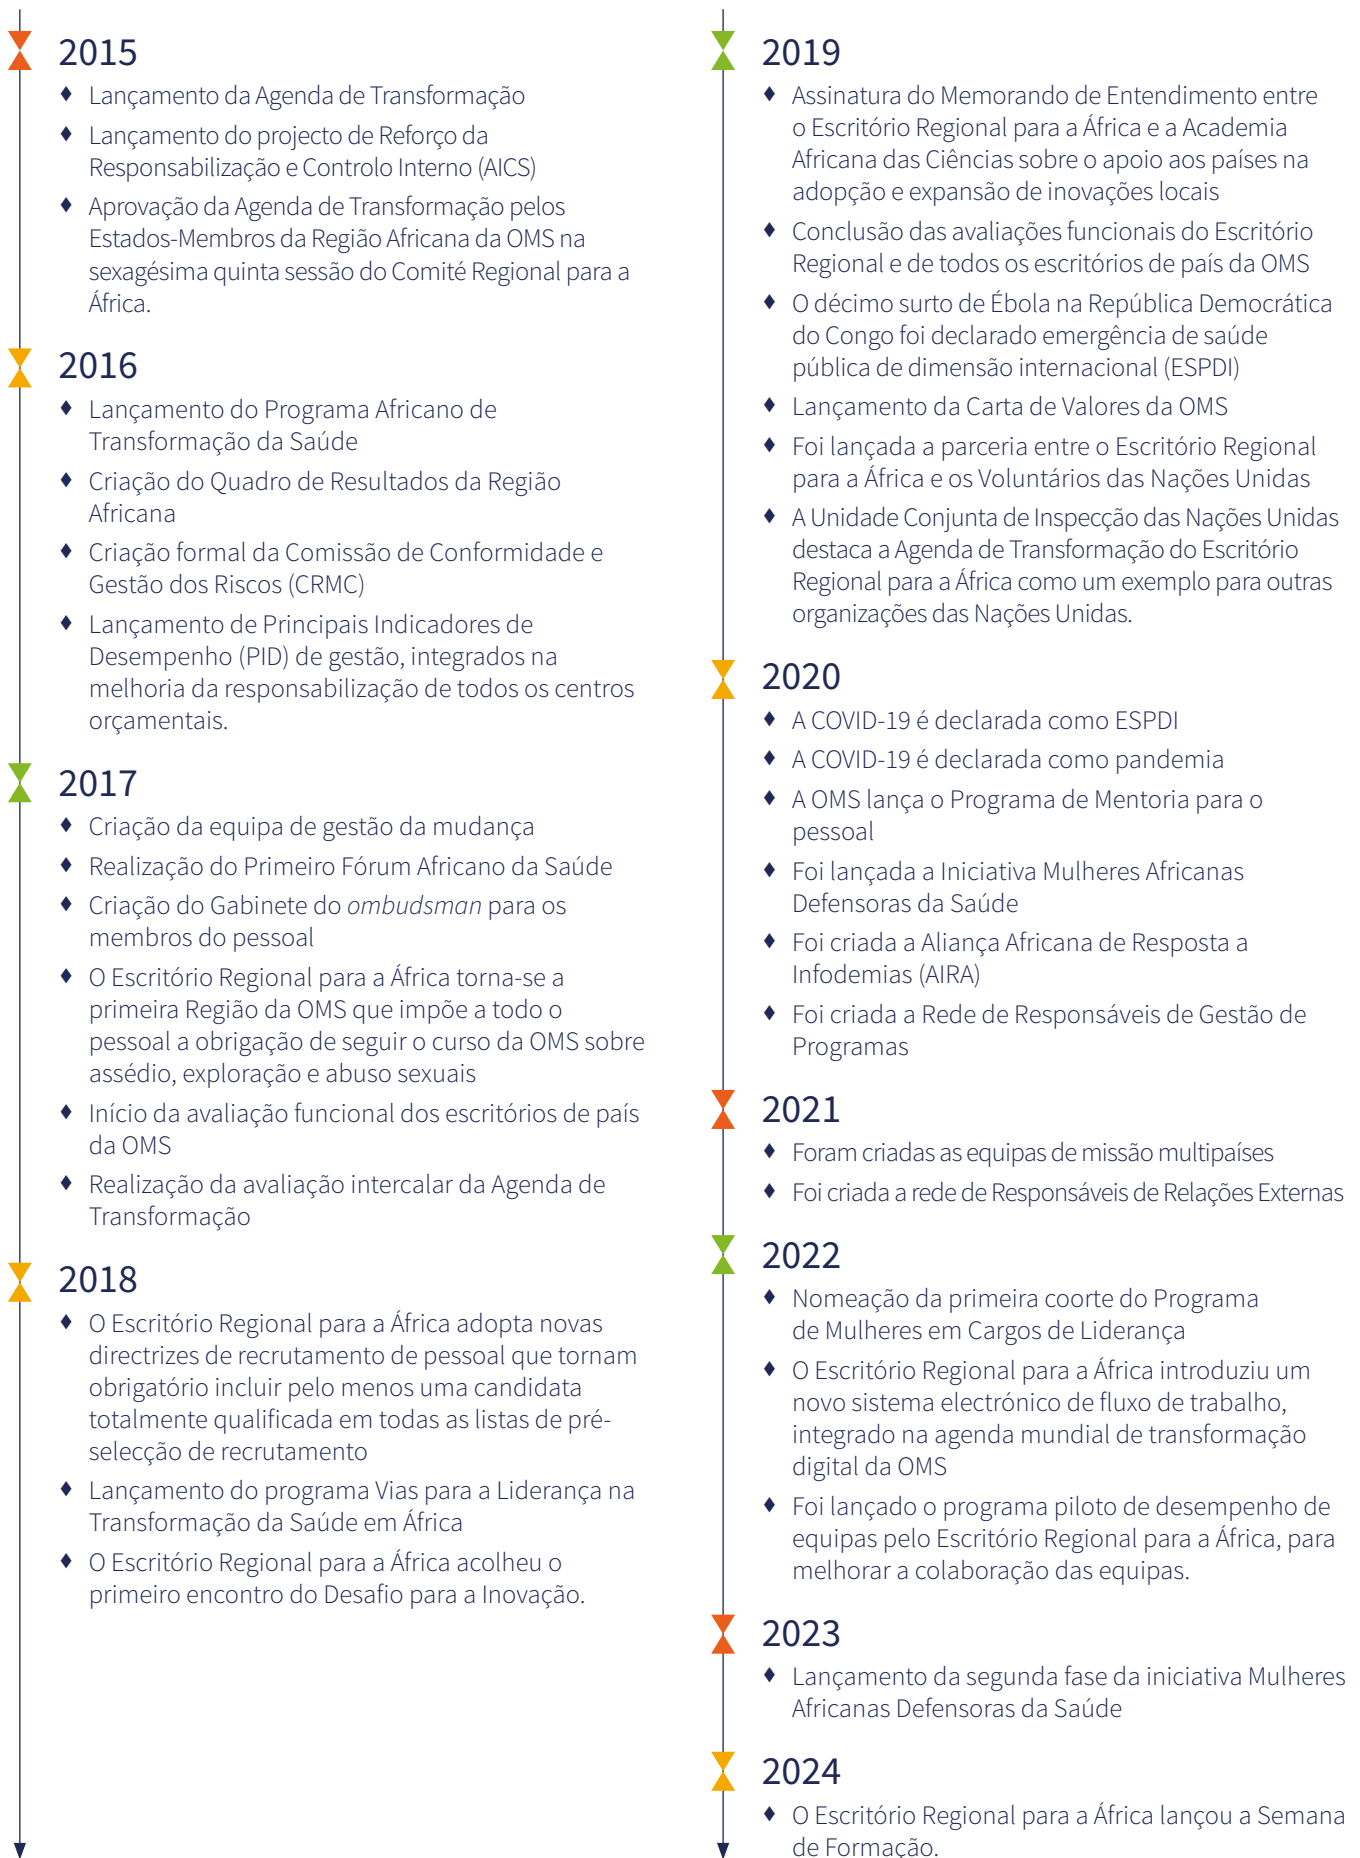 2015
♦ Lançamento da Agenda de Transformação
♦ Lançamento do projecto de Reforço da
Responsabilização e Controlo Interno (AICS)
♦ Aprovação da Agenda de Transformação pelos
Estados-Membros da Região Africana da OMS na
sexagésima quinta sessão do Comité Regional para a
África.
2016
♦ Lançamento do Programa Africano de
Transformação da Saúde
♦ Criação do Quadro de Resultados da Região
Africana
♦ Criação formal da Comissão de Conformidade e
Gestão dos Riscos (CRMC)
♦ Lançamento de Principais Indicadores de
Desempenho (PID) de gestão, integrados na
melhoria da responsabilização de todos os centros
orçamentais.
2017
♦ Criação da equipa de gestão da mudança
♦ Realização do Primeiro Fórum Africano da Saúde
♦ Criação do Gabinete do ombudsman para os
membros do pessoal
♦ O Escritório Regional para a África torna-se a
primeira Região da OMS que impõe a todo o
pessoal a obrigação de seguir o curso da OMS sobre
assédio, exploração e abuso sexuais
♦ Início da avaliação funcional dos escritórios de país
da OMS
♦ Realização da avaliação intercalar da Agenda de
Transformação
2018
♦ O Escritório Regional para a África adopta novas
directrizes de recrutamento de pessoal que tornam
obrigatório incluir pelo menos uma candidata
totalmente qualificada em todas as listas de pré-
selecção de recrutamento
♦ Lançamento do programa Vias para a Liderança na
Transformação da Saúde em África
♦ O Escritório Regional para a África acolheu o
primeiro encontro do Desafio para a Inovação.
2019
♦ Assinatura do Memorando de Entendimento entre
o Escritório Regional para a África e a Academia
Africana das Ciências sobre o apoio aos países na
adopção e expansão de inovações locais
♦ Conclusão das avaliações funcionais do Escritório
Regional e de todos os escritórios de país da OMS
♦ O décimo surto de Ébola na República Democrática
do Congo foi declarado emergência de saúde
pública de dimensão internacional (ESPDI)
♦ Lançamento da Carta de Valores da OMS
♦ Foi lançada a parceria entre o Escritório Regional
para a África e os Voluntários das Nações Unidas
♦ A Unidade Conjunta de Inspecção das Nações Unidas
destaca a Agenda de Transformação do Escritório
Regional para a África como um exemplo para outras
organizações das Nações Unidas.
2020
♦ A COVID-19 é declarada como ESPDI
♦ A COVID-19 é declarada como pandemia
♦ A OMS lança o Programa de Mentoria para o
pessoal
♦ Foi lançada a Iniciativa Mulheres Africanas
Defensoras da Saúde
♦ Foi criada a Aliança Africana de Resposta a
Infodemias (AIRA)
♦ Foi criada a Rede de Responsáveis de Gestão de
Programas
2021
♦ Foram criadas as equipas de missão multipaíses
♦ Foi criada a rede de Responsáveis de Relações Externas
2022
♦ Nomeação da primeira coorte do Programa
de Mulheres em Cargos de Liderança
♦ O Escritório Regional para a África introduziu um
novo sistema electrónico de fluxo de trabalho,
integrado na agenda mundial de transformação
digital da OMS
♦ Foi lançado o programa piloto de desempenho de
equipas pelo Escritório Regional para a África, para
melhorar a colaboração das equipas.
2023
♦ Lançamento da segunda fase da iniciativa Mulheres
Africanas Defensoras da Saúde
2024
♦ O Escritório Regional para a África lançou a Semana
de Formação.